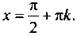 x = π/2 + πk.